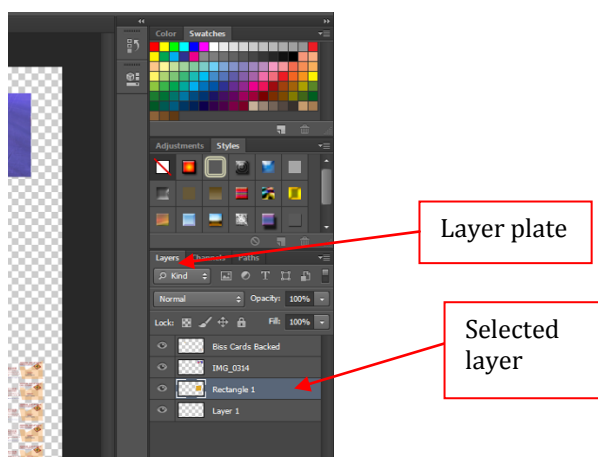 Color Swatches
Adjustments Styles
Layers Channels Paths
Kind
T
Normal Opacity: 100%
Lock: Fill: 100%
Biss Cards Backed
IMG_0314
Rectangle 1
Layer 1
Layer plate
Selected
layer